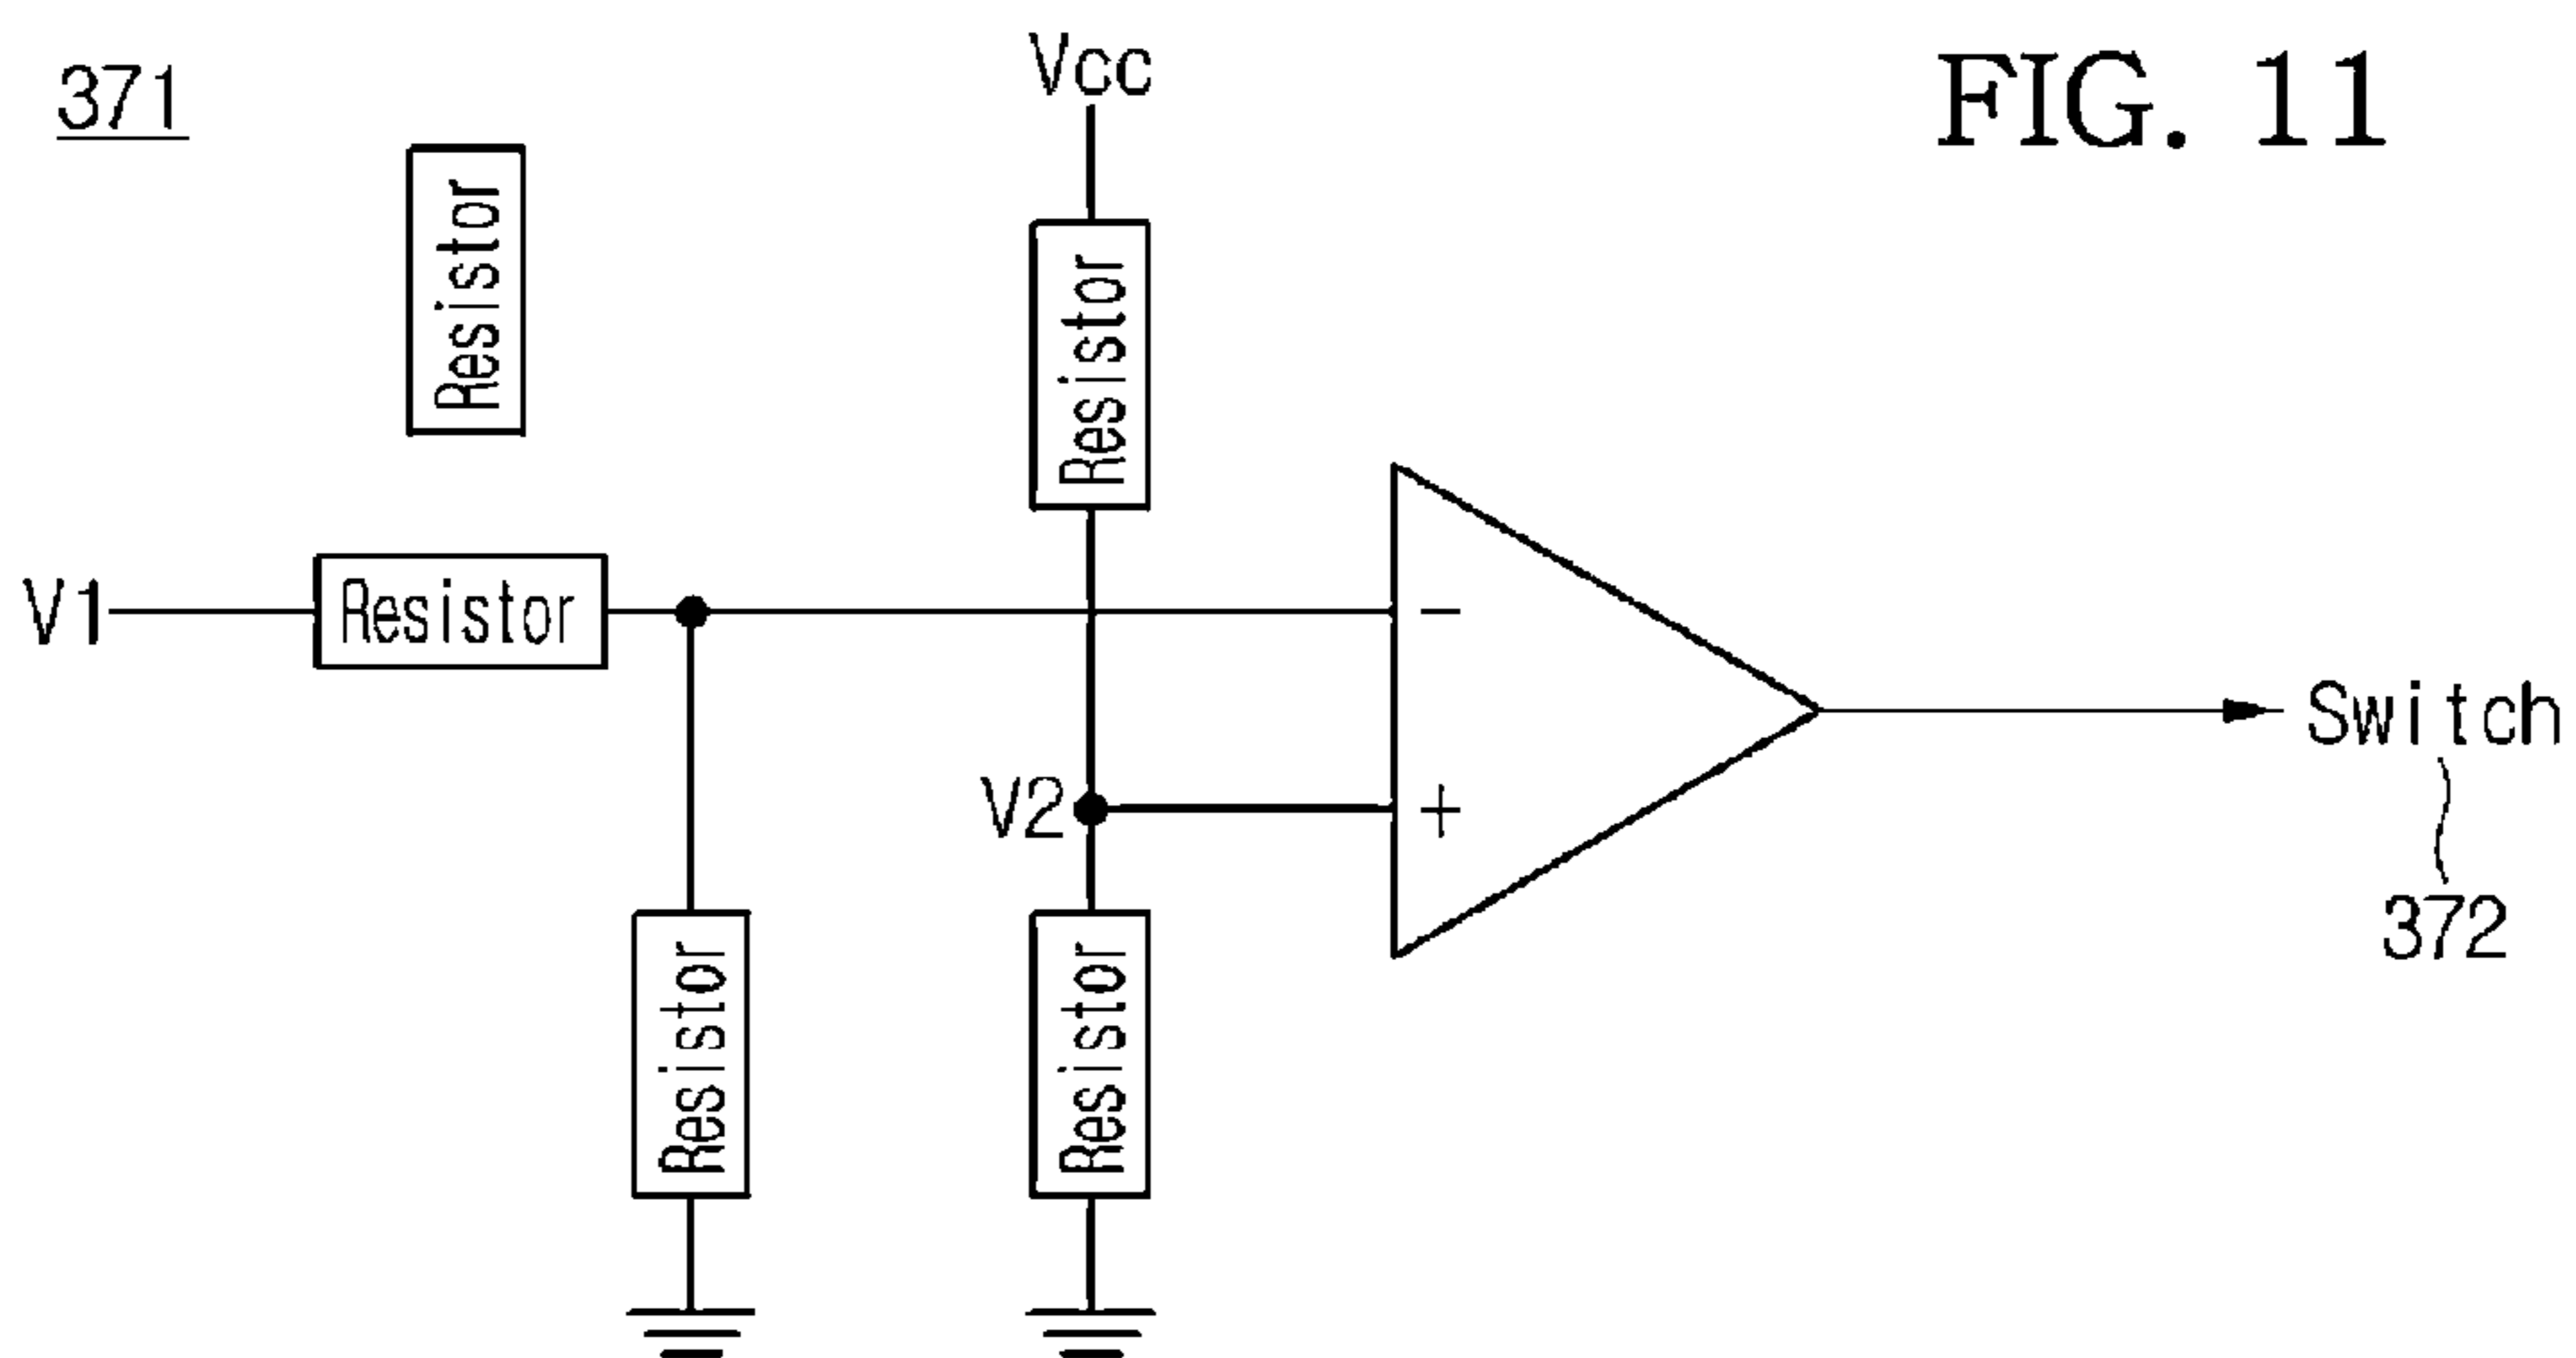 371
Vcc
FIG. 11
Resistor
Resistor
V1
Resistor
-
V2
+
Switch
372
Resistor
Resistor